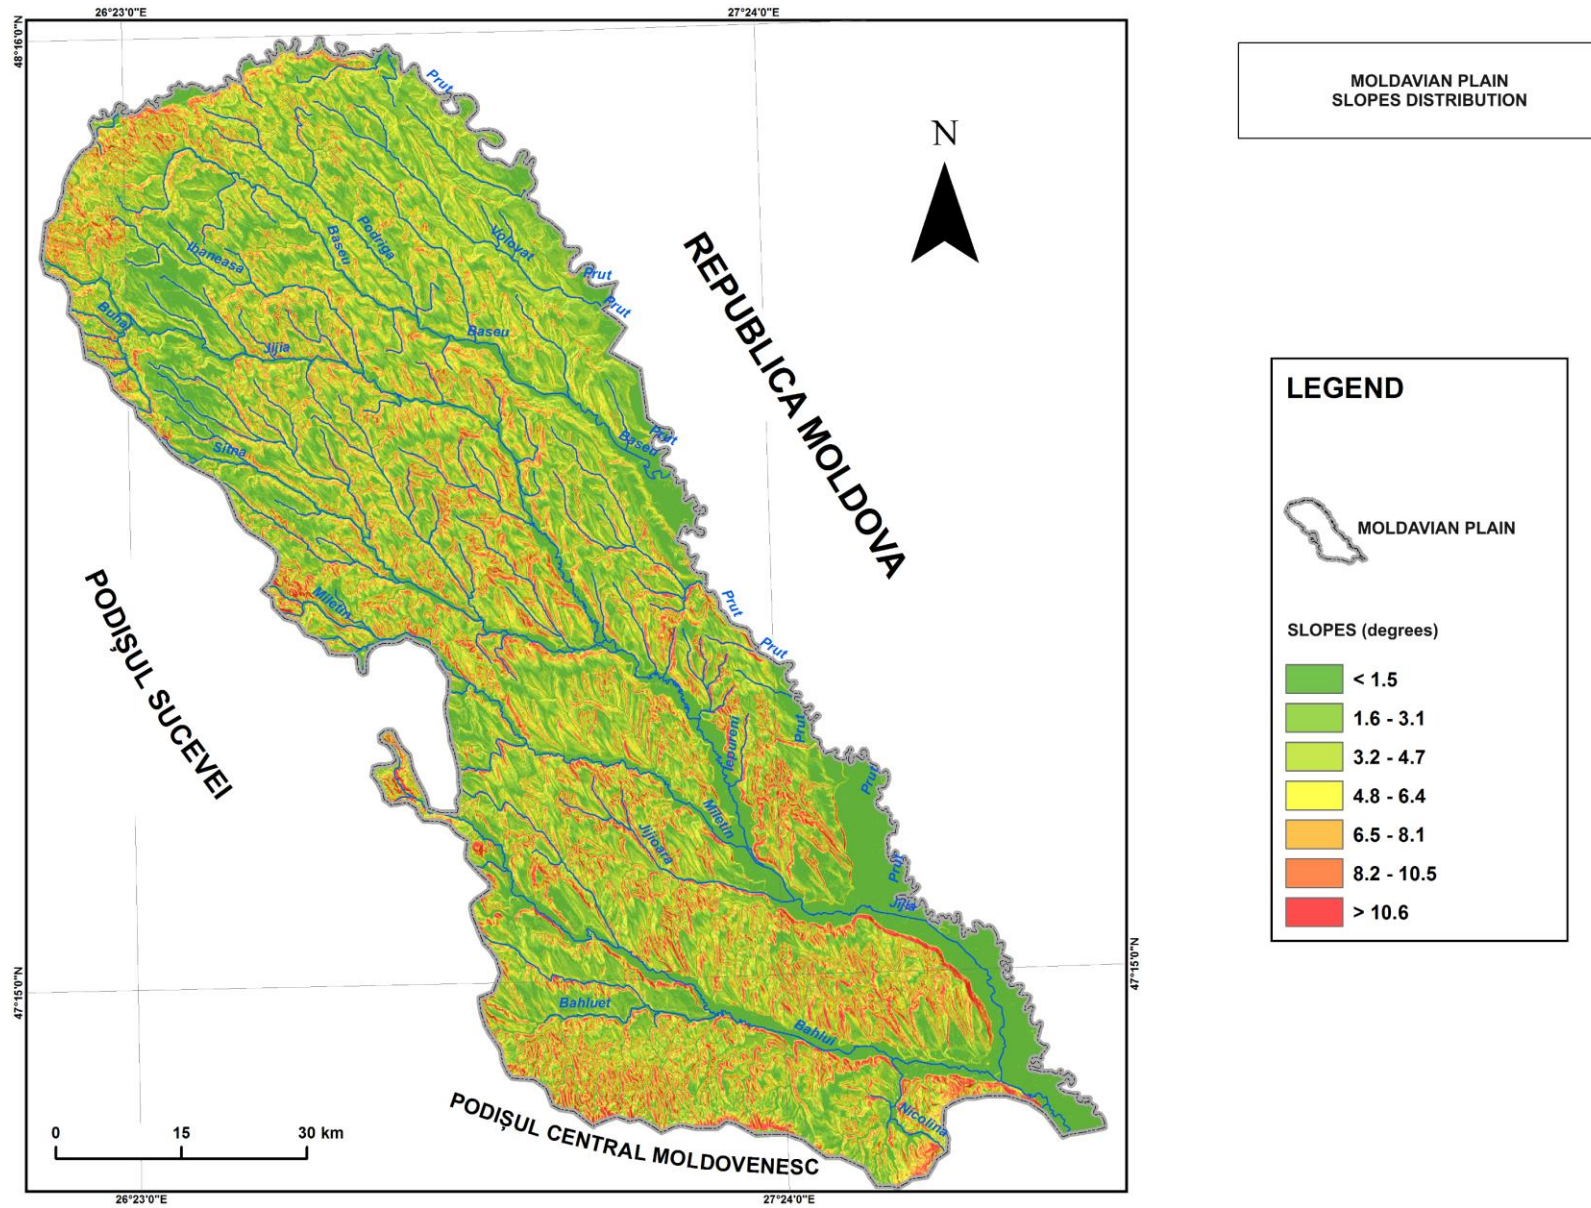 26°23'0"E
27°24'0"E
48°16'0"N
MOLDAVIAN PLAIN
SLOPES DISTRIBUTION
N
Prut
REPUBLICA MOLDOVA
Volovat
Podriga
Baseu
Ibaneasa
Prut
Prut
Buhai
Baseu
Jijia
LEGEND
Prut
Baseu
Sitna
MOLDAVIAN PLAIN
PODIȘUL SUCEVEI
Miletin
Prut
Prut
SLOPES (degrees)
< 1.5
1.6 - 3.1
3.2 - 4.7
4.8 - 6.4
6.5 - 8.1
8.2 - 10.5
> 10.6
Prut
Iepureni
Prut
Miletin
Jijioara
Prut
Jijia
47°15'0"N
47°15'0"N
Bahluet
Bahlui
Nicolina
PODIȘUL CENTRAL MOLDOVENESC
0 15 30 km
26°23'0"E
27°24'0"E